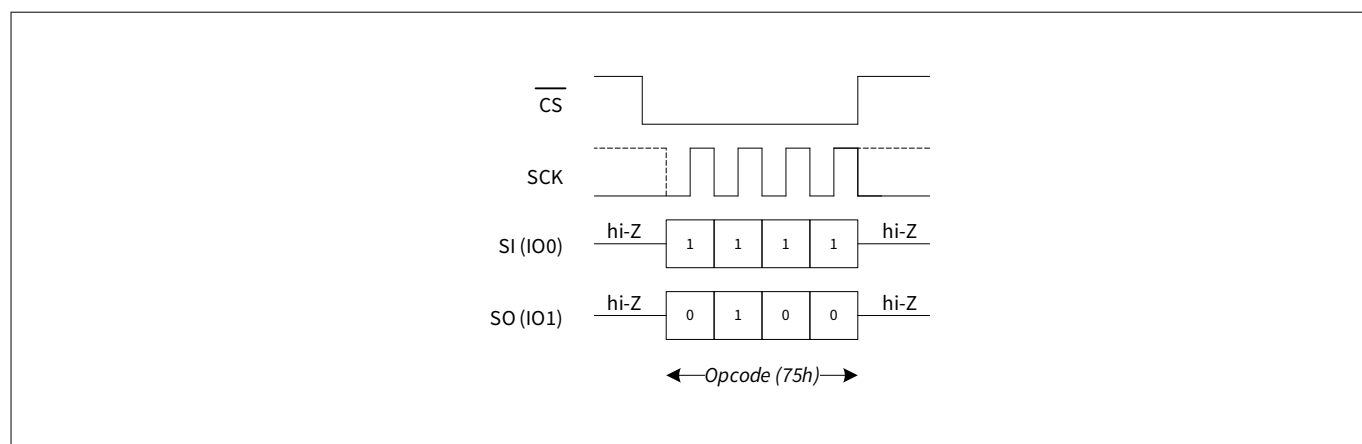 CS
SCK
hi-Z hi-Z
SI (IO0) 1 1 1 1
hi-Z hi-Z
SO (IO1) 0 1 0 0
Opcode (75h)